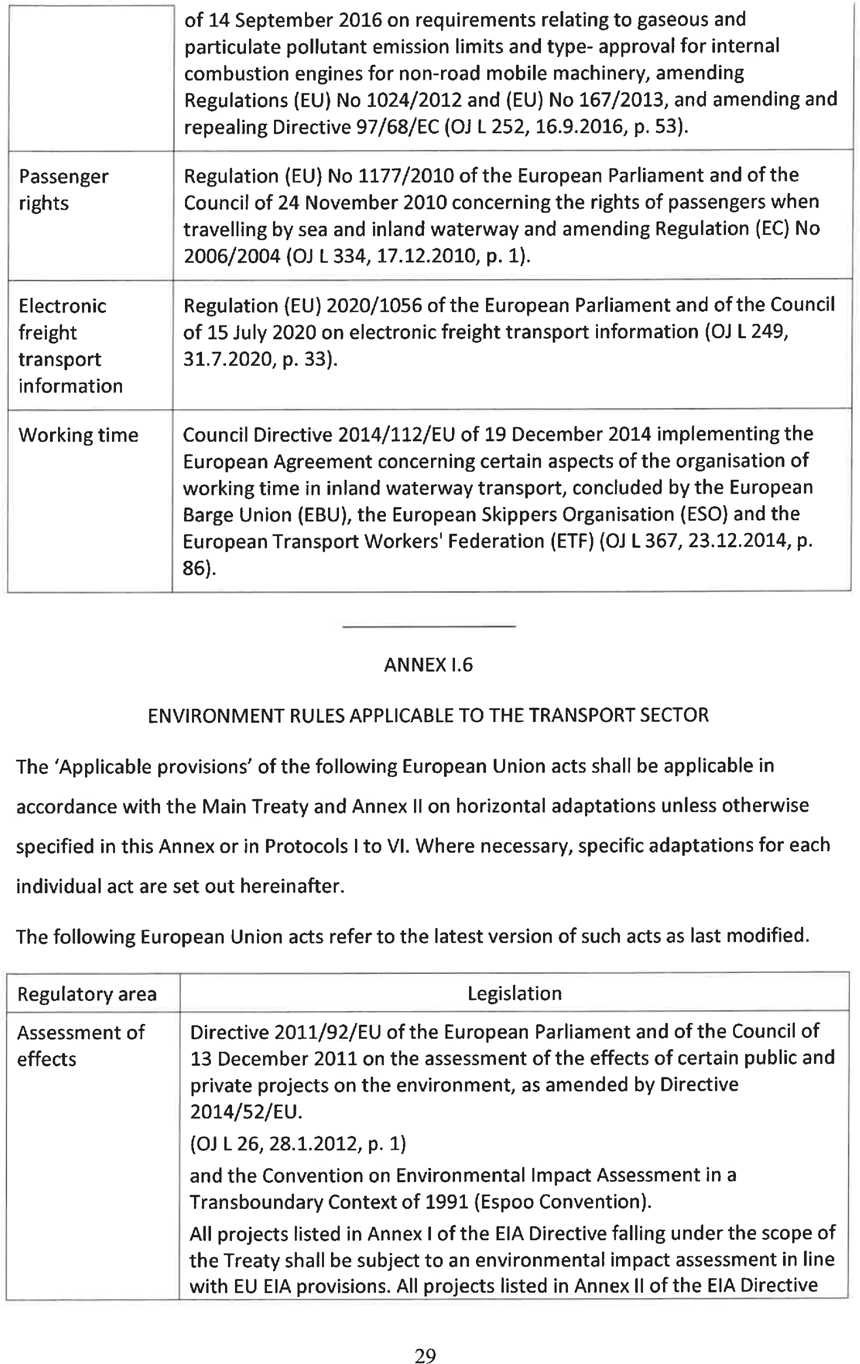 of 14 September 2016 on requirements relating to gaseous and
particulate pollutant emission limits and type- approval for internal
combustion engines for non-road mobile machinery, amending
Regulations (EU) No 1024/2012 and (EU) No 167/2013, and amending and
repealing Directive 97/68/EC (OJ L 252, 16.9.2016, p. 53).
Passenger
rights
Regulation (EU) No 1177/2010 of the European Parliament and of the
Council of 24 November 2010 concerning the rights of passengers when
travelling by sea and inland waterway and amending Regulation (EC) No
2006/2004 (OJ L 334, 17.12.2010, p. 1).
Electronic
freight
transport
information
Regulation (EU) 2020/1056 of the European Parliament and of the Council
of 15 July 2020 on electronic freight transport information (OJ L 249,
31.7.2020, p. 33).
Working time
Council Directive 2014/112/EU of 19 December 2014 implementing the
European Agreement concerning certain aspects of the organisation of
working time in inland waterway transport, concluded by the European
Barge Union (EBU), the European Skippers Organisation (ESO) and the
European Transport Workers' Federation (ETF) (OJ L 367, 23.12.2014, p.
86).
ANNEX I.6
ENVIRONMENT RULES APPLICABLE TO THE TRANSPORT SECTOR
The ‘Applicable provisions’ of the following European Union acts shall be applicable in
accordance with the Main Treaty and Annex II on horizontal adaptations unless otherwise
specified in this Annex or in Protocols I to VI. Where necessary, specific adaptations for each
individual act are set out hereinafter.
The following European Union acts refer to the latest version of such acts as last modified.
Regulatory area
Legislation
Assessment of
effects
Directive 2011/92/EU of the European Parliament and of the Council of
13 December 2011 on the assessment of the effects of certain public and
private projects on the environment, as amended by Directive
2014/52/EU.
(OJ L 26, 28.1.2012, p. 1)
and the Convention on Environmental Impact Assessment in a
Transboundary Context of 1991 (Espoo Convention).
All projects listed in Annex I of the EIA Directive falling under the scope of
the Treaty shall be subject to an environmental impact assessment in line
with EU EIA provisions. All projects listed in Annex II of the EIA Directive
29